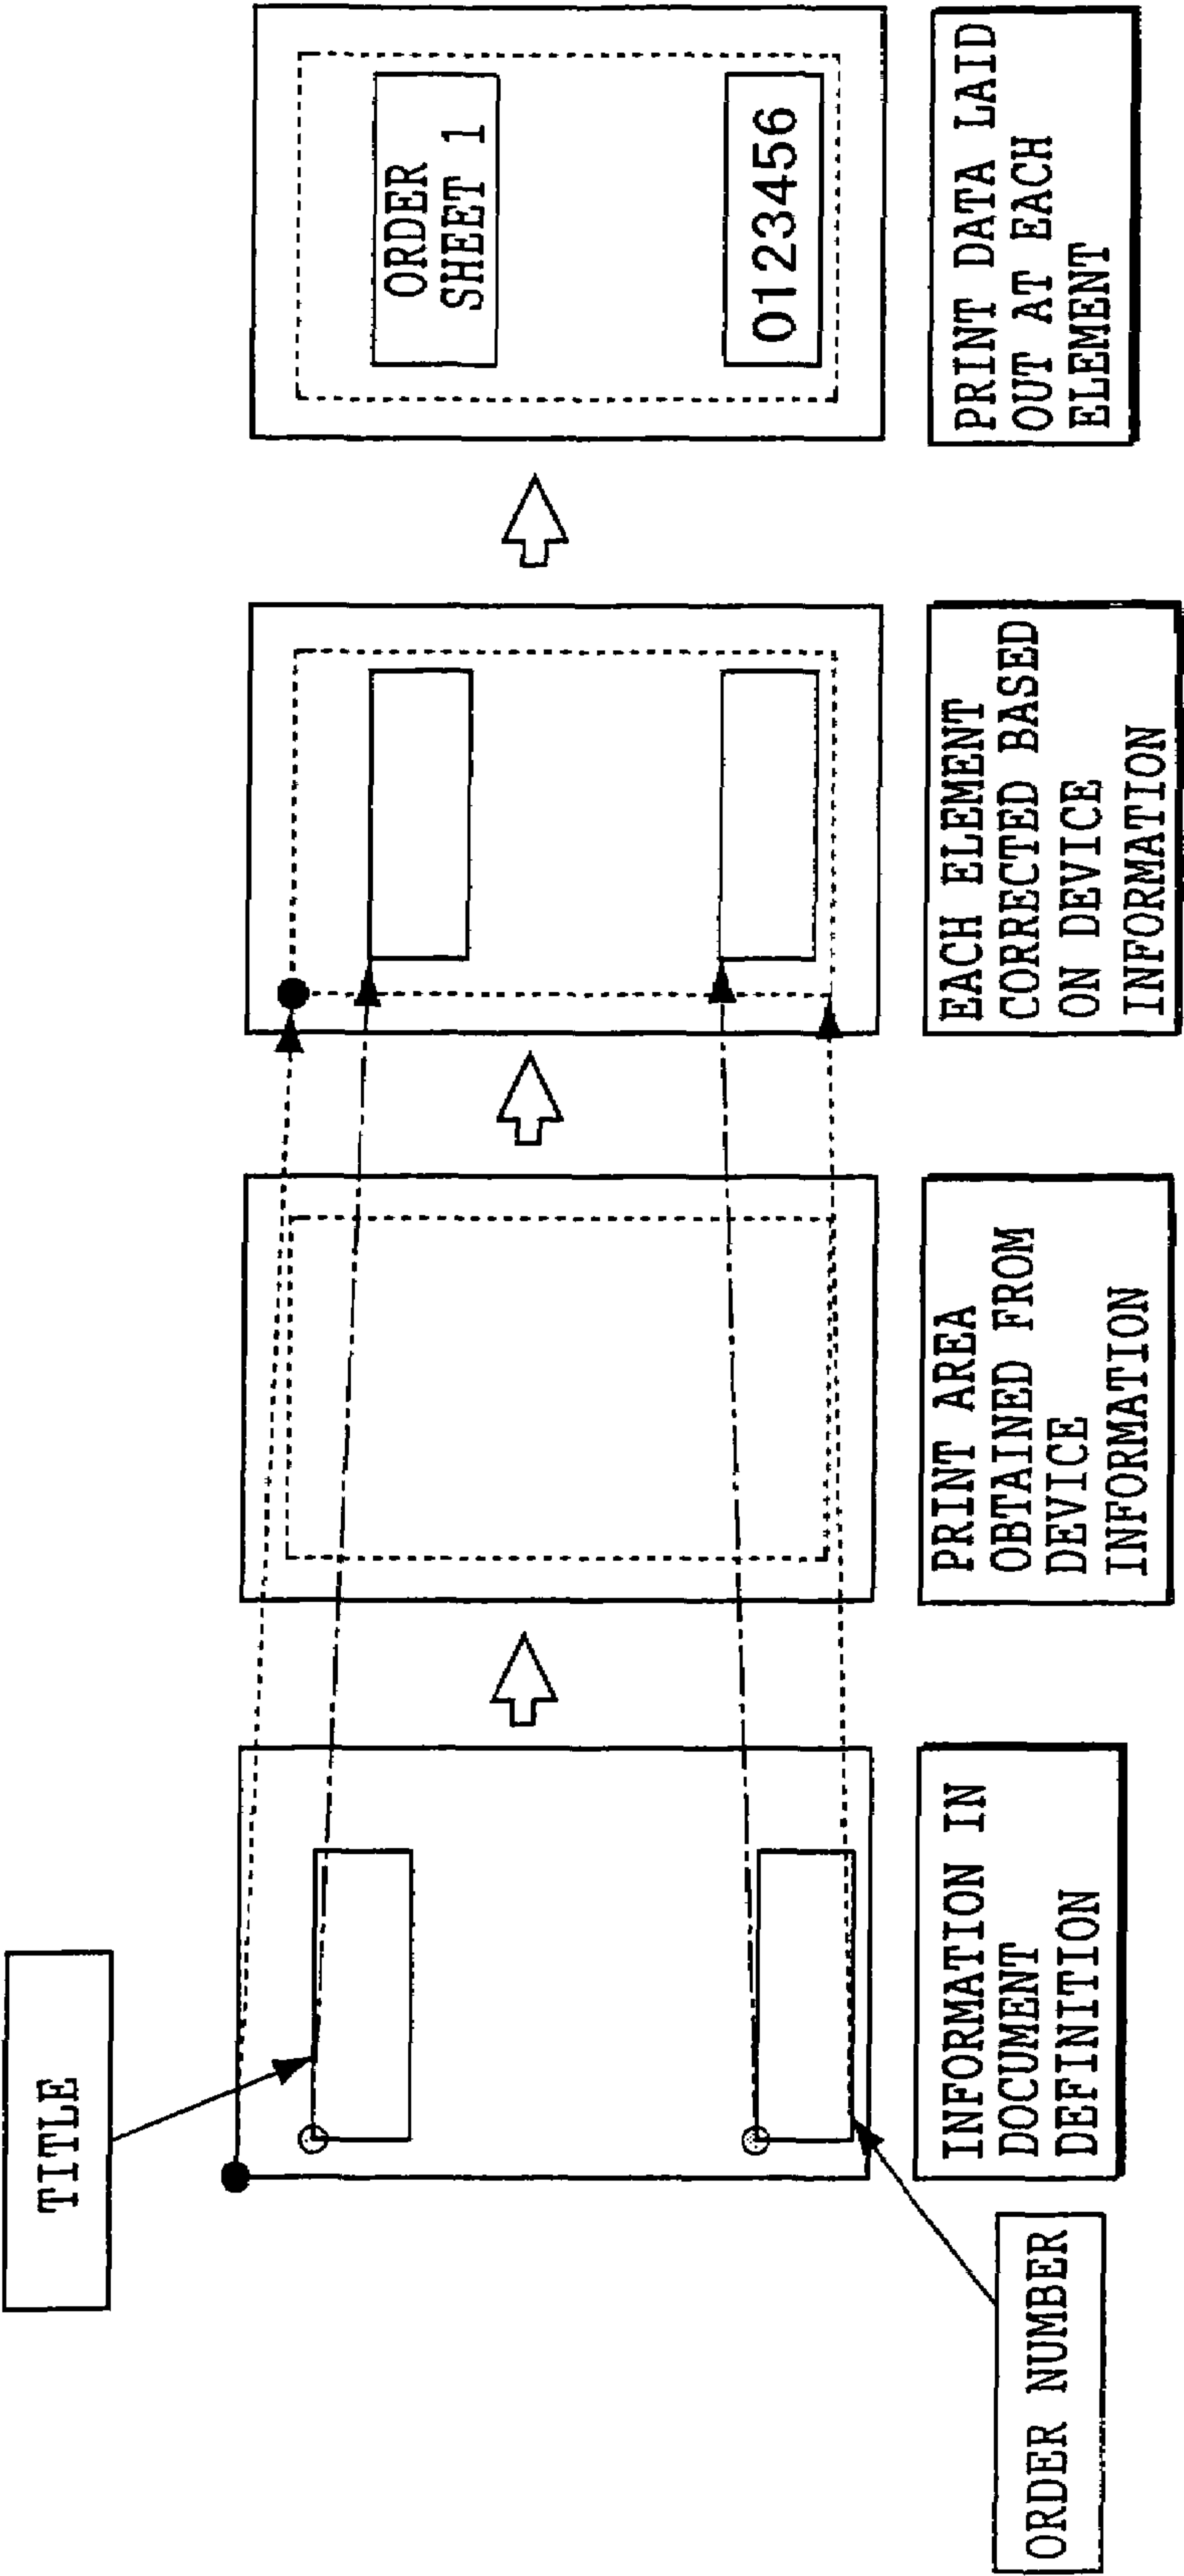 TITLE
ORDER NUMBER
INFORMATION IN
DOCUMENT
DEFINITION
PRINT AREA
OBTAINED FROM
DEVICE
INFORMATION
EACH ELEMENT
CORRECTED BASED
ON DEVICE
INFORMATION
ORDER
SHEET 1
0123456
PRINT DATA LAID
OUT AT EACH
ELEMENT